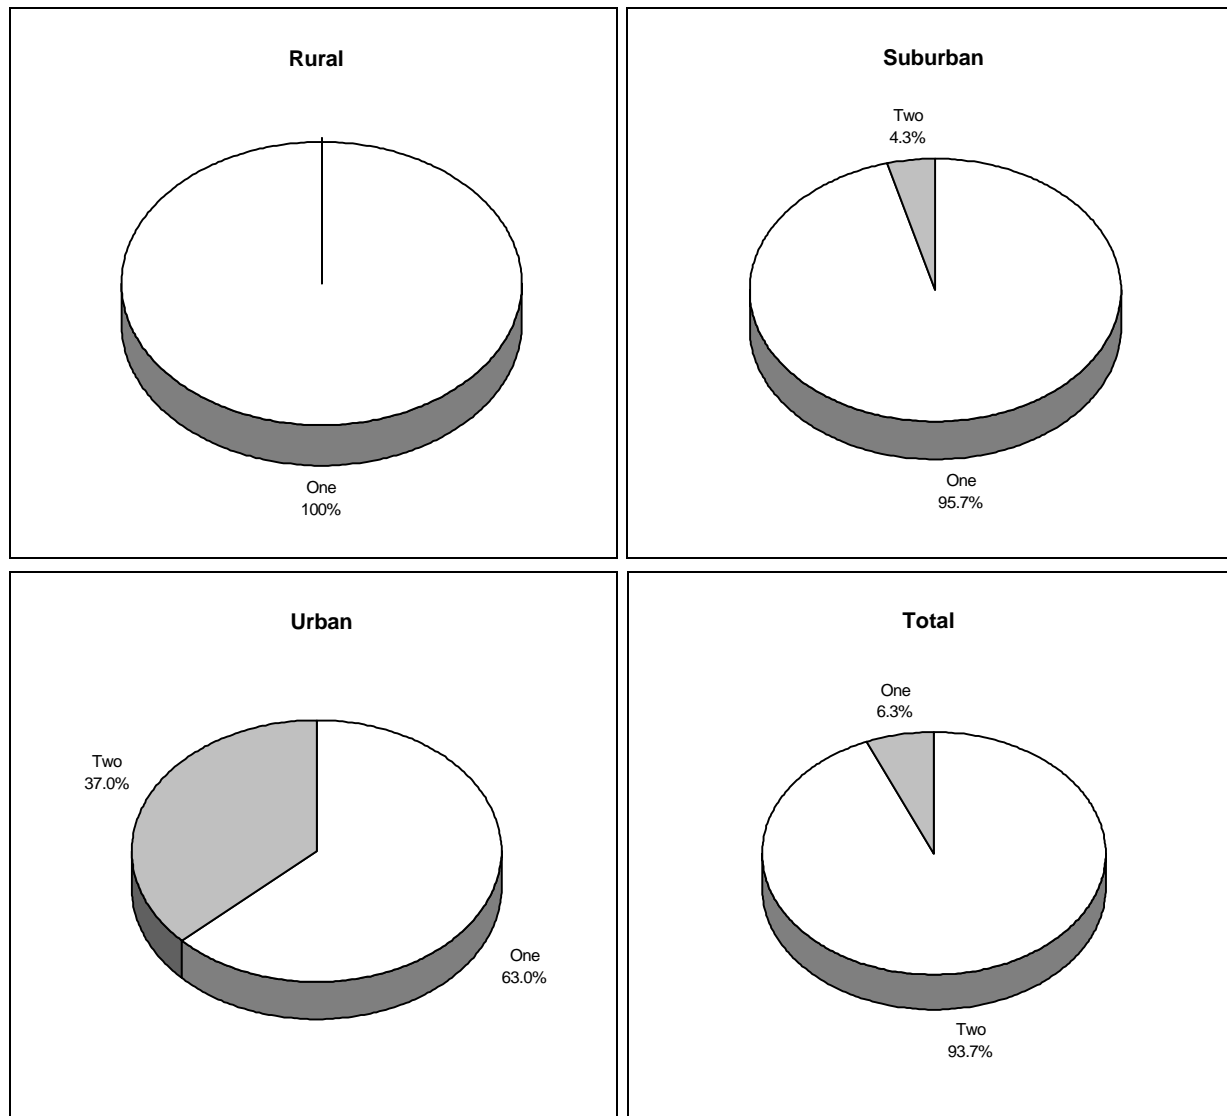 Rural
One
100%
Suburban
Two
4.3%
One
95.7%
Urban
Two
37.0%
One
63.0%
Total
One
6.3%
Two
93.7%